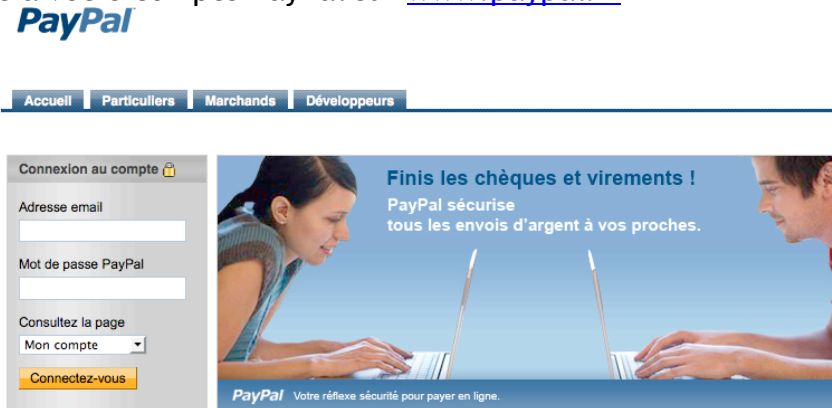 PayPal
Accueil Particuliers Marchands Développeurs
Connexion au compte
Adresse email
Mot de passe PayPal
Consultez la page
Mon compte
Connectez-vous
Finis les chèques et virements !
PayPal sécurise
tous les envois d'argent à vos proches.
PayPal Votre réflexe sécurité pour payer en ligne.